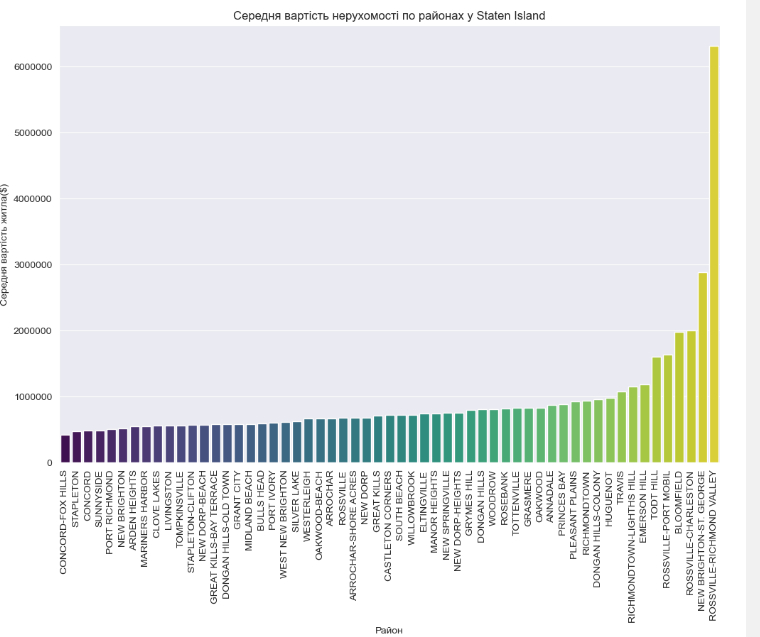 Середня вартість нерухомості по районах у Staten Island
Середня вартість житла($)
6000000
5000000
4000000
3000000
2000000
1000000
0
CONCORD-FOX HILLS
STAPLETON
CONCORD
SUNNYSIDE
PORT RICHMOND
NEW BRIGHTON
ARDEN HEIGHTS
MARINERS HARBOR
CLOVE LAKES
LIVINGSTON
TOMPKINSVILLE
STAPLETON-CLIFTON
NEW DORP-BEACH
GREAT KILLS-BAY TERRACE
DONGAN HILLS-OLD TOWN
GRANT CITY
MIDLAND BEACH
BULLS HEAD
PORT IVORY
WEST NEW BRIGHTON
SILVER LAKE
WESTERLEIGH
OAKWOOD-BEACH
ARROCHAR
ROSSVILLE
ARROCHAR-SHORE ACRES
NEW DORP
GREAT KILLS
CASTLETON CORNERS
SOUTH BEACH
WILLOWBROOK
ELTINGVILLE
MANOR HEIGHTS
NEW SPRINGVILLE
NEW DORP-HEIGHTS
GRYMES HILL
DONGAN HILLS
WOODROW
ROSEBANK
TOTTENVILLE
GRASMERE
OAKWOOD
ANNADALE
PRINCES BAY
PLEASANT PLAINS
RICHMONDTOWN
DONGAN HILLS-COLONY
HUGUENOT
TRAVIS
RICHMONDTOWN-LIGHTHS HILL
EMERSON HILL
TODT HILL
ROSSVILLE-PORT MOBIL
BLOOMFIELD
ROSSVILLE-CHARLESTON
NEW BRIGHTON-ST. GEORGE
ROSSVILLE-RICHMOND VALLEY
Район